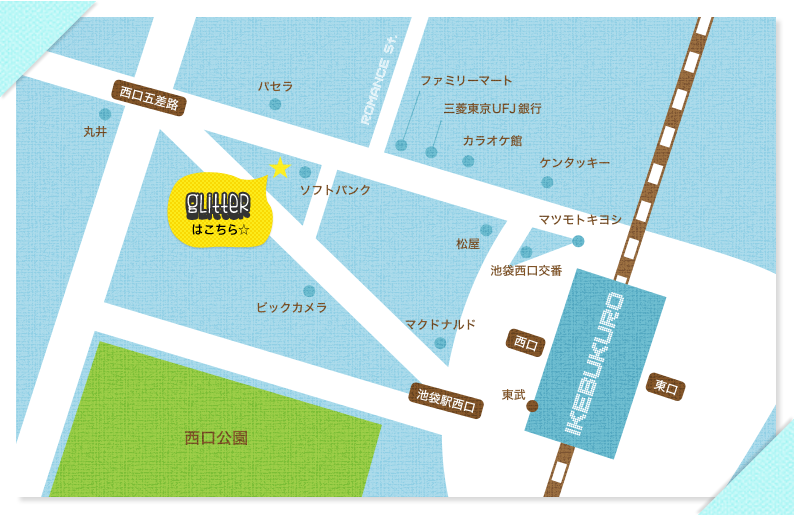 ROMANCE St.
ファミリーマート
パセラ
西口五差路
三菱東京UFJ銀行
丸井
カラオケ館
ケンタッキー
ソフトバンク
glitter
はこちら☆
マツモトキヨシ
松屋
池袋西口交番
ビックカメラ
IKEBUKURO
マクドナルド
西口
東口
東武
池袋駅西口
西口公園